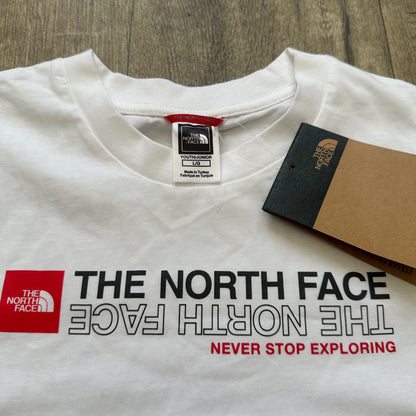 THE NORTH FACE
THE
NORTH
FACE
YOUTH/JUNIOR
L/G
Made in Turkey
Fabriqué en Turquie
THE
NORTH
FACE
THE
NORTH
FACE
THE NORTH FACE
THE NORTH FACE
NEVER STOP EXPLORING